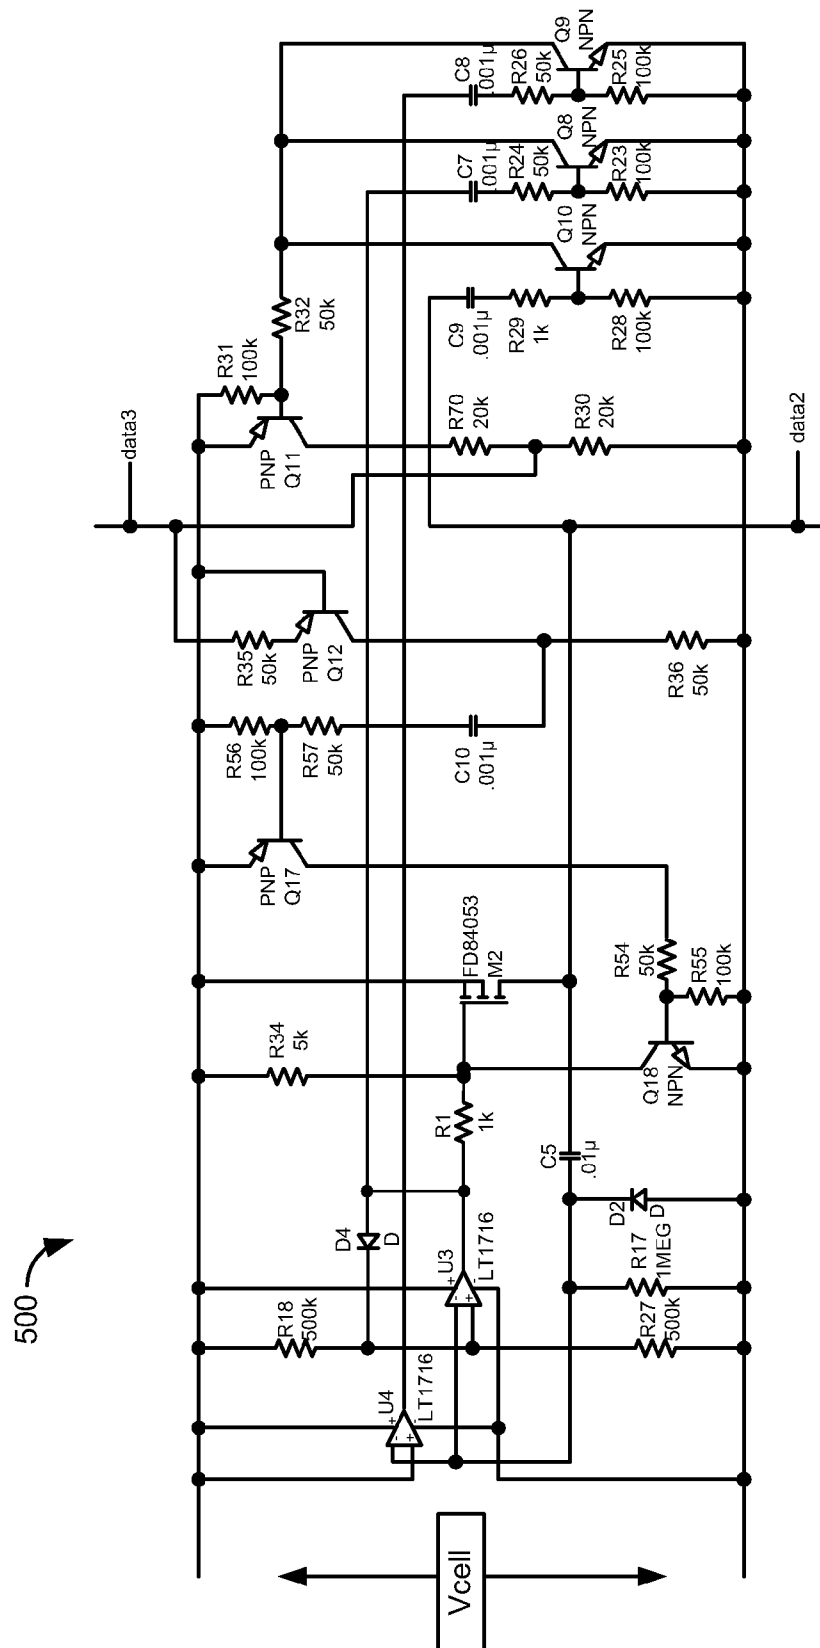 500
Vcell
U4
LT1716
R18
500k
R27
500k
U3
LT1716
D4
D
R17
1MEG
D2
D
C5
.01µ
R1
1k
R34
5k
Q18
NPN
FD84053
M2
R54
50k
R55
100k
PNP
Q17
R56
100k
R57
50k
C10
.001µ
R35
50k
PNP
Q12
R36
50k
data3
data2
PNP
Q11
R31
100k
R32
50k
R70
20k
R30
20k
C9
.001µ
R29
1k
R28
100k
Q10
NPN
C7
.001µ
R24
50k
R23
100k
Q8
NPN
C8
.001µ
R26
50k
R25
100k
Q9
NPN
+
-
-
+
+
-
-
+